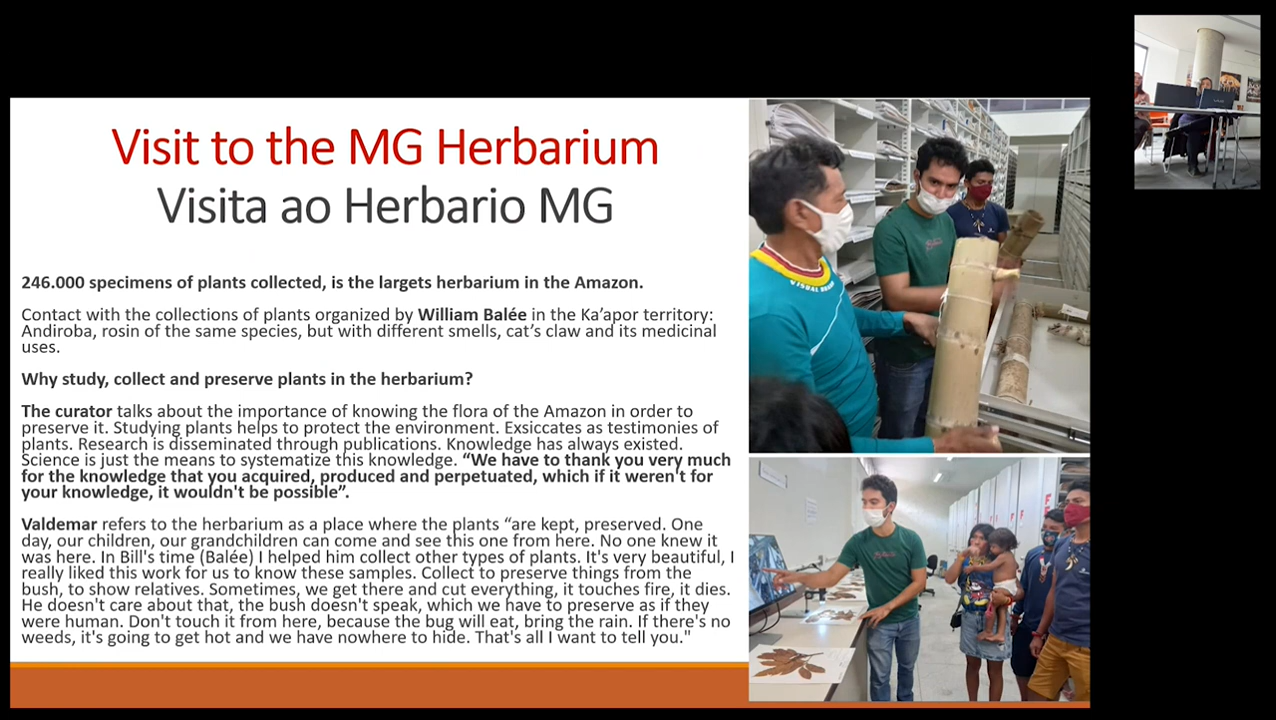 Visit to the MG Herbarium
Visita ao Herbario MG
246.000 specimens of plants collected, is the largets herbarium in the Amazon.
Contact with the collections of plants organized by William Balée in the Ka'apor territory:
Andiroba, rosin of the same species, but with different smells, cat's claw and its medicinal
uses.
Why study, collect and preserve plants in the herbarium?
The curator talks about the importance of knowing the flora of the Amazon in order to
preserve it. Studying plants helps to protect the environment. Exsiccates as testimonies of
plants. Research is disseminated through publications. Knowledge has always existed.
Science is just the means to systematize this knowledge. “We have to thank you very much
for the knowledge that you acquired, produced and perpetuated, which if it weren't for
your knowledge, it wouldn't be possible”.
Valdemar refers to the herbarium as a place where the plants “are kept, preserved. One
day, our children, our grandchildren can come and see this one from here. No one knew it
was here. In Bill's time (Balée) I helped him collect other types of plants. It's very beautiful, I
really liked this work for us to know these samples. Collect to preserve things from the
bush, to show relatives. Sometimes, we get there and cut everything, it touches fire, it dies.
He doesn't care about that, the bush doesn't speak, which we have to preserve as if they
were human. Don't touch it from here, because the bug will eat, bring the rain. If there's no
weeds, it's going to get hot and we have nowhere to hide. That's all I want to tell you."